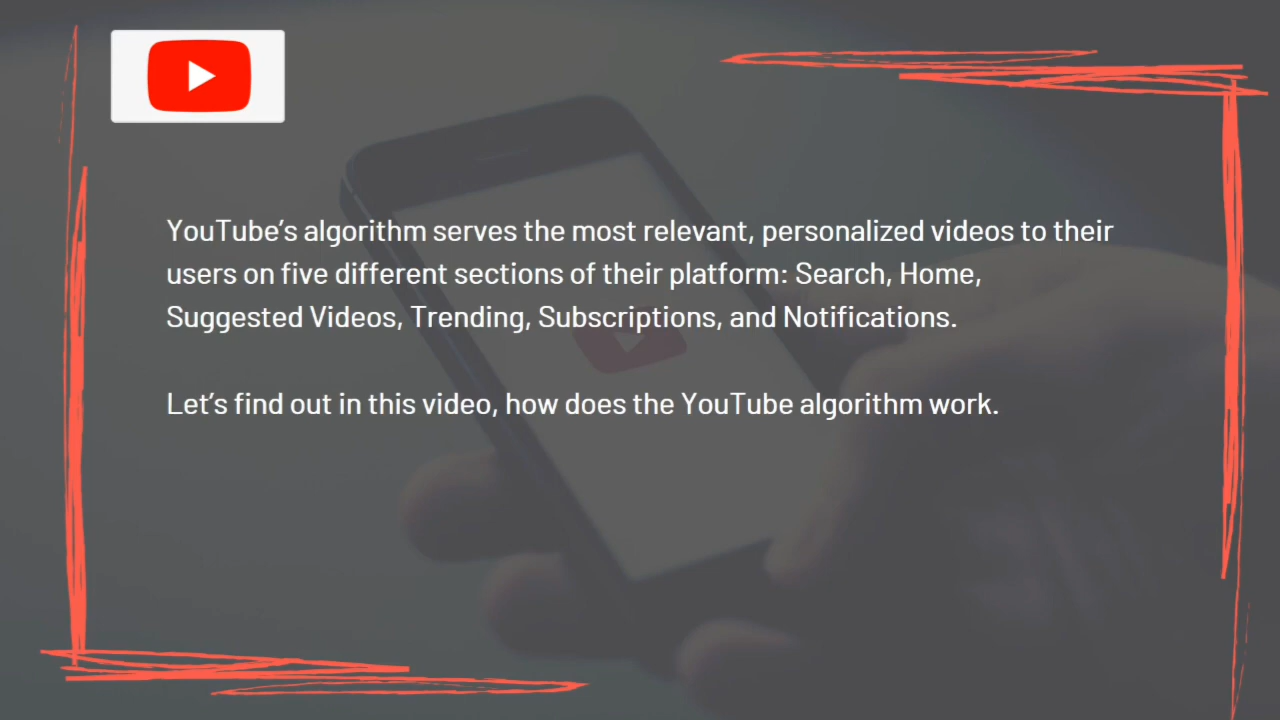 YouTube’s algorithm serves the most relevant, personalized videos to their
users on five different sections of their platform: Search, Home,
Suggested Videos, Trending, Subscriptions, and Notifications.
Let’s find out in this video, how does the YouTube algorithm work.